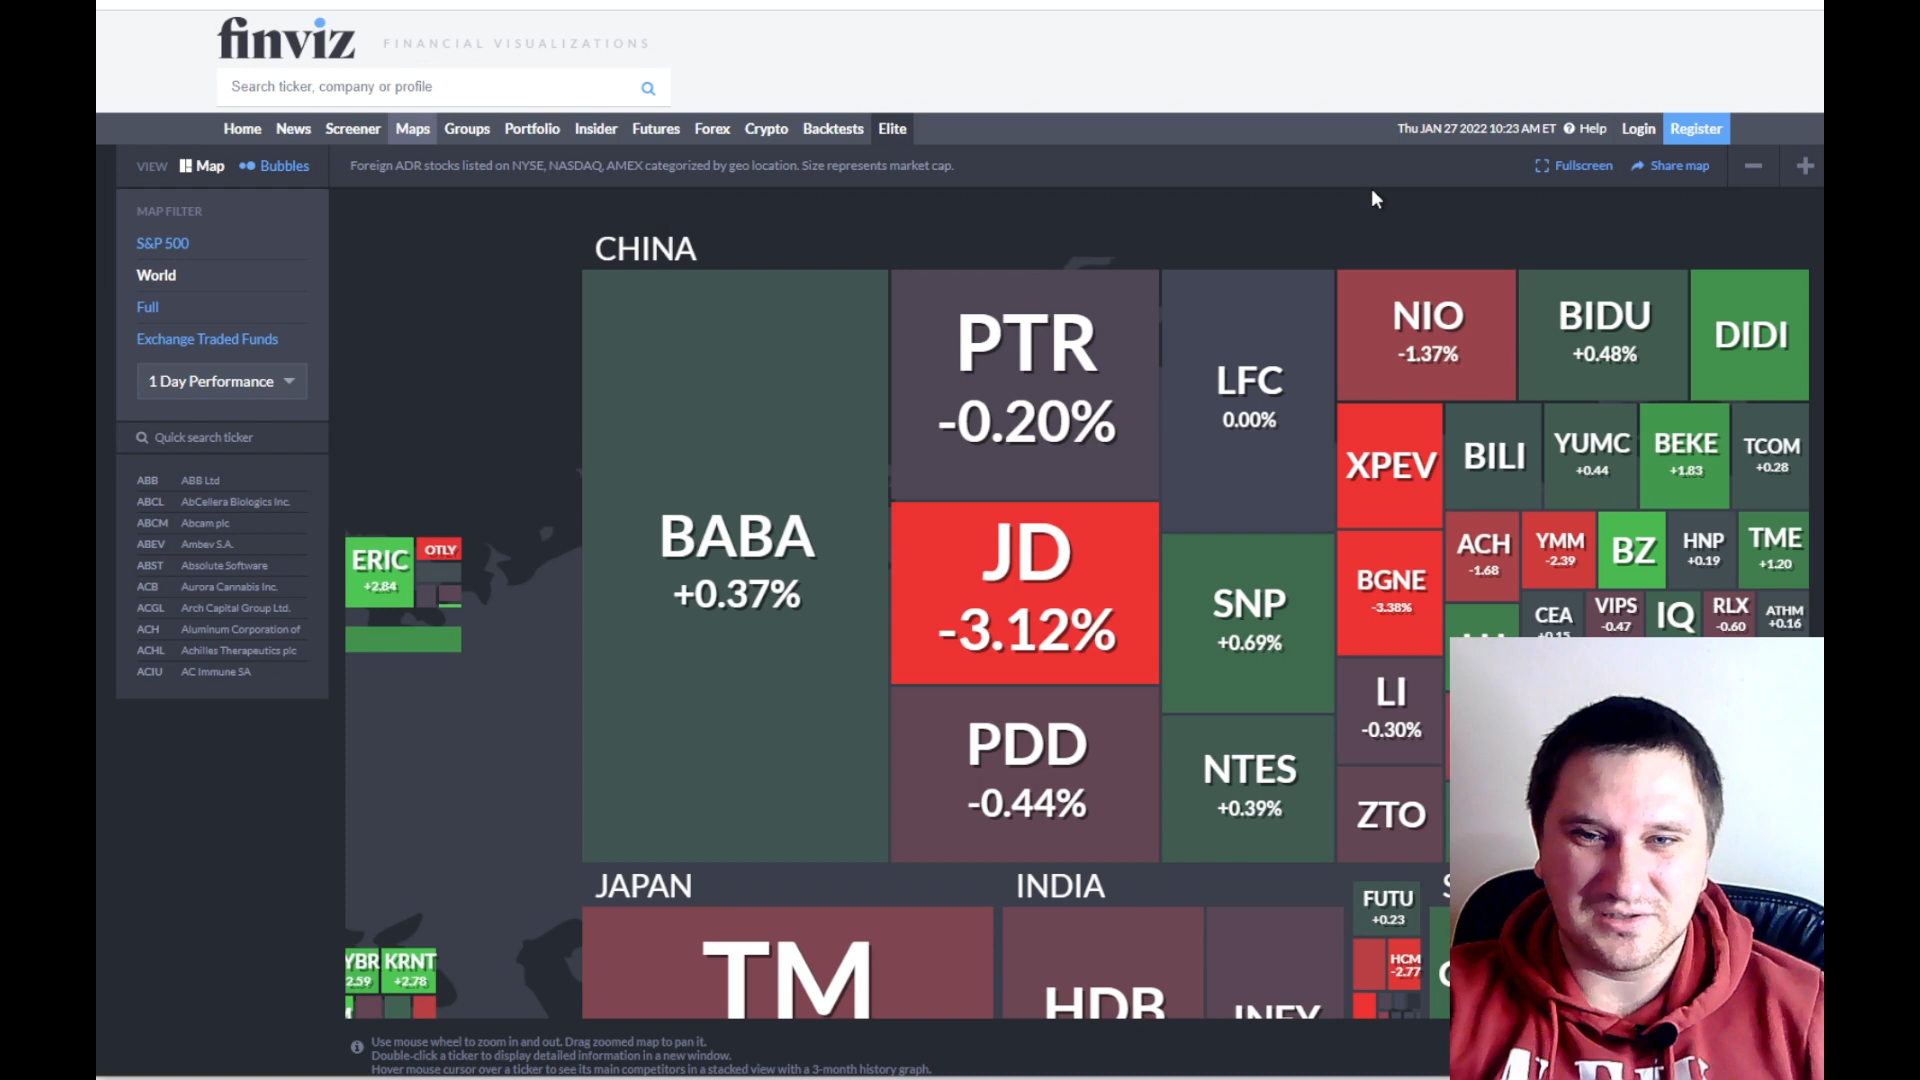 finviz
FINANCIAL VISUALIZATIONS
Search ticker, company or profile
Home News Screener Maps Groups Portfolio Insider Futures Forex Crypto Backtests Elite
Thu JAN 27 2022 10:23 AM ET Help Login Register
VIEW Map Bubbles
Foreign ADR stocks listed on NYSE, NASDAQ, AMEX categorized by geo location. Size represents market cap.
Fullscreen Share map
MAP FILTER
S&P 500
World
Full
Exchange Traded Funds
1 Day Performance
Quick search ticker
ABB ABB Ltd
ABCL AbCellera Biologics Inc.
ABCM Abcam plc
ABEV Ambev S.A.
ABST Absolute Software
ACB Aurora Cannabis Inc.
ACGL Arch Capital Group Ltd.
ACH Aluminum Corporation of
ACHL Achilles Therapeutics plc
ACIU AC Immune SA
ERIC
+2.84
OTLY
YBR
2.59
KRNT
+2.78
CHINA
BABA
+0.37%
PTR
-0.20%
JD
-3.12%
PDD
-0.44%
LFC
0.00%
SNP
+0.69%
NTES
+0.39%
NIO
-1.37%
BIDU
+0.48%
DIDI
XPEV
BILI
YUMC
+0.44
BEKE
+1.83
TCOM
+0.28
BGNE
-3.38%
ACH
-1.68
YMM
-2.39
BZ
HNP
+0.19
TME
+1.20
CEA
+0.15
VIPS
-0.47
IQ
RLX
-0.60
ATHM
+0.16
LI
-0.30%
ZTO
JAPAN
TM
INDIA
HDB
INFY
FUTU
+0.23
HCM
-2.77
Use mouse wheel to zoom in and out. Drag zoomed map to pan it.
Double-click a ticker to display detailed information in a new window.
Hover mouse cursor over a ticker to see its main competitors in a stacked view with a 3-month history graph.